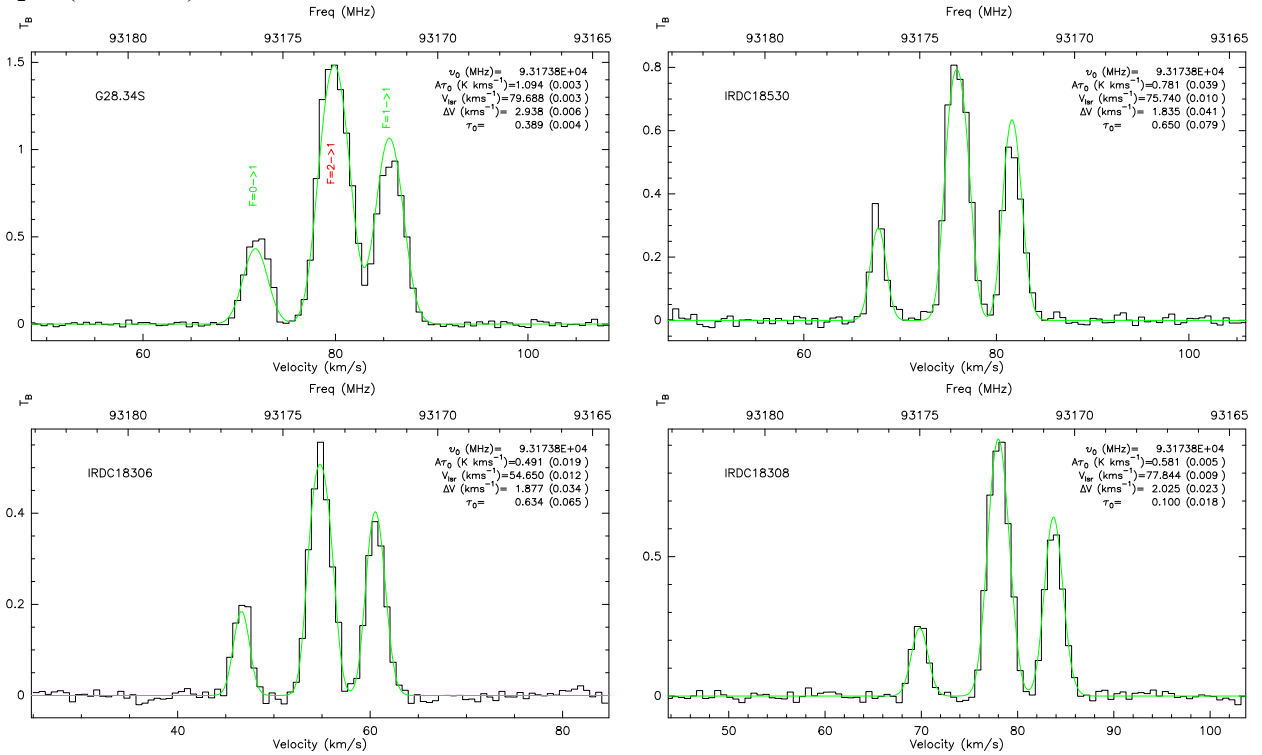 Freq (MHz)
T_B
93180 93175 93170 93165
G28.34S
υ₀ (MHz)= 9.31738E+04
Aτ₀ (K kms⁻¹)=1.094 (0.003)
V_lsr (kms⁻¹)=79.688 (0.003)
ΔV (kms⁻¹)= 2.938 (0.006)
τ₀= 0.389 (0.004)
F=0->1
F=2->1
F=1->1
1.5
1
0.5
0
60 80 100
Velocity (km/s)
Freq (MHz)
T_B
93180 93175 93170 93165
IRDC18530
υ₀ (MHz)= 9.31738E+04
Aτ₀ (K kms⁻¹)=0.781 (0.039)
V_lsr (kms⁻¹)=75.740 (0.010)
ΔV (kms⁻¹)= 1.835 (0.041)
τ₀= 0.650 (0.079)
0.8
0.6
0.4
0.2
0
60 80 100
Velocity (km/s)
Freq (MHz)
T_B
93180 93175 93170 93165
IRDC18306
υ₀ (MHz)= 9.31738E+04
Aτ₀ (K kms⁻¹)=0.491 (0.019)
V_lsr (kms⁻¹)=54.650 (0.012)
ΔV (kms⁻¹)= 1.877 (0.034)
τ₀= 0.634 (0.065)
0.4
0.2
0
40 60 80
Velocity (km/s)
Freq (MHz)
T_B
93180 93175 93170 93165
IRDC18308
υ₀ (MHz)= 9.31738E+04
Aτ₀ (K kms⁻¹)=0.581 (0.005)
V_lsr (kms⁻¹)=77.844 (0.009)
ΔV (kms⁻¹)= 2.025 (0.023)
τ₀= 0.100 (0.018)
0.5
0
50 60 70 80 90 100
Velocity (km/s)